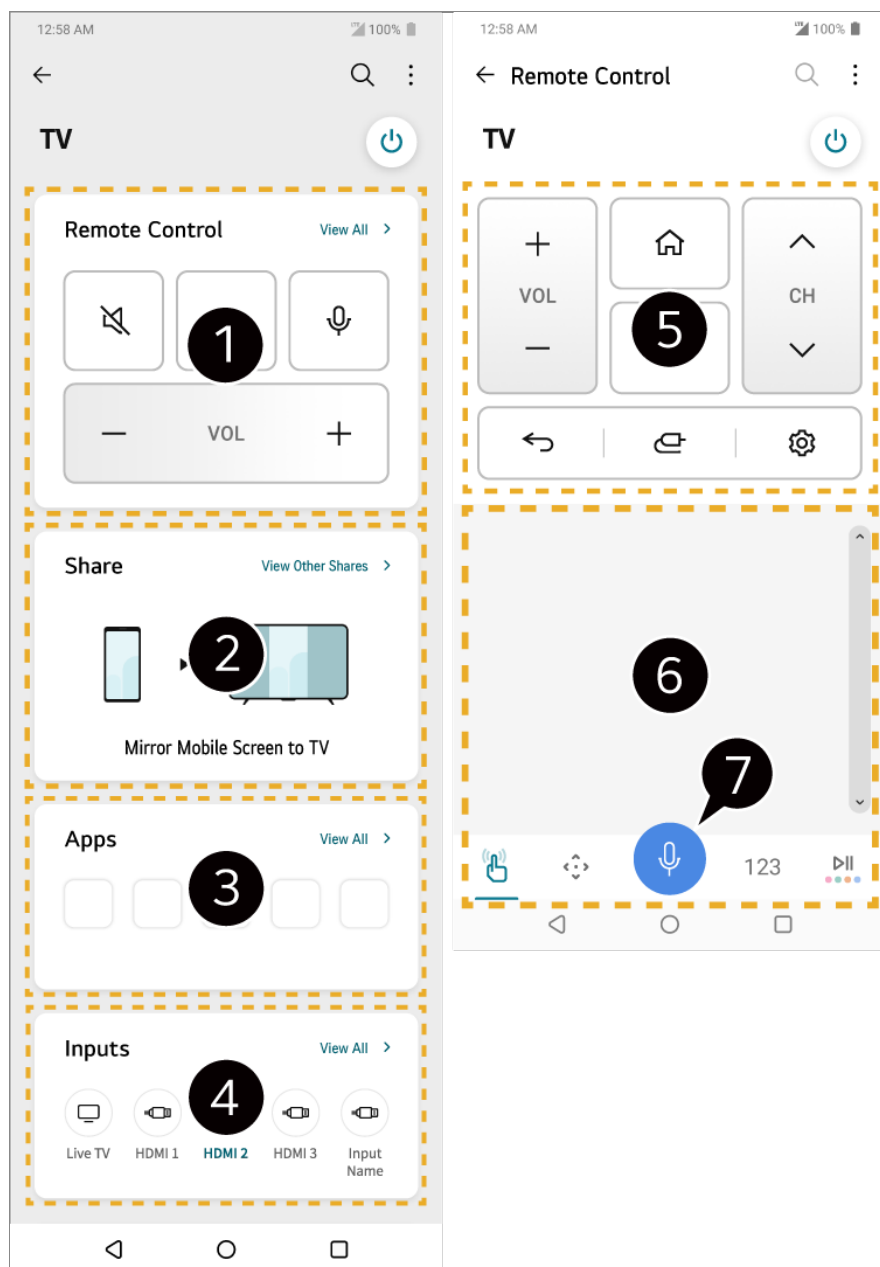 12:58 AM LTE 100%
TV
Remote Control View All
1
VOL
Share View Other Shares
2
Mirror Mobile Screen to TV
Apps View All
3
Inputs View All
4
Live TV HDMI 1 HDMI 2 HDMI 3 Input Name
12:58 AM LTE 100%
Remote Control
TV
VOL 5 CH
6
7
123